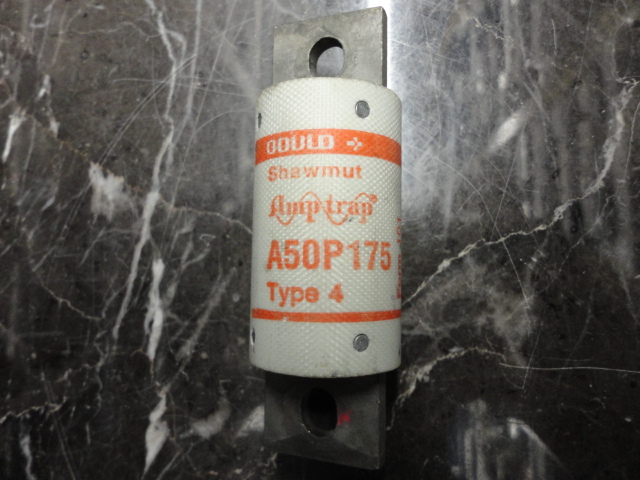 GOULD
Shawmut
Amp-trap®
A50P175
Type 4